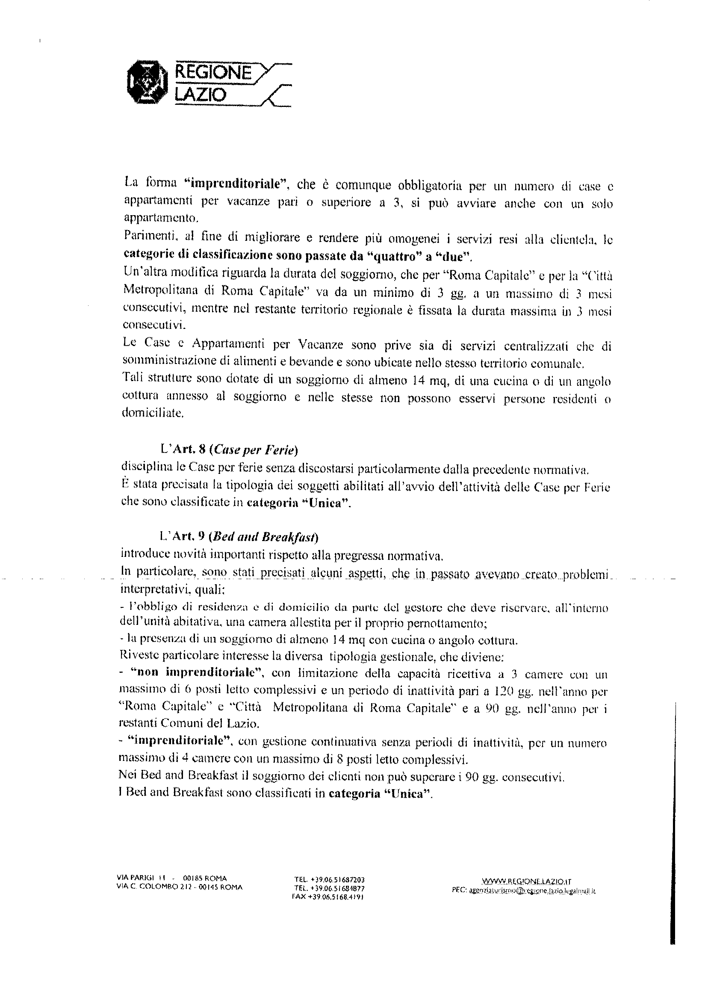 REGIONE
LAZIO
La forma “imprenditoriale”, che è comunque obbligatoria per un numero di case e
appartamenti per vacanze pari o superiore a 3, si può avviare anche con un solo
appartamento.
Parimenti, al fine di migliorare e rendere più omogenei i servizi resi alla clientela, le
categorie di classificazione sono passate da “quattro” a “due”.
Un’altra modifica riguarda la durata del soggiorno, che per “Roma Capitale” e per la “Città
Metropolitana di Roma Capitale” va da un minimo di 3 gg. a un massimo di 3 mesi
consecutivi, mentre nel restante territorio regionale è fissata la durata massima in 3 mesi
consecutivi.
Le Case e Appartamenti per Vacanze sono prive sia di servizi centralizzati che di
somministrazione di alimenti e bevande e sono ubicate nello stesso territorio comunale.
Tali strutture sono dotate di un soggiorno di almeno 14 mq, di una cucina o di un angolo
cottura annesso al soggiorno e nelle stesse non possono esservi persone residenti o
domiciliate.
L’Art. 8 (Case per Ferie)
disciplina le Case per ferie senza discostarsi particolarmente dalla precedente normativa.
È stata precisata la tipologia dei soggetti abilitati all’avvio dell’attività delle Case per Ferie
che sono classificate in categoria “Unica”.
L’Art. 9 (Bed and Breakfast)
introduce novità importanti rispetto alla pregressa normativa.
In particolare, sono stati precisati alcuni aspetti, che in passato avevano creato problemi
interpretativi, quali:
- l’obbligo di residenza e di domicilio da parte del gestore che deve riservare, all’interno
dell’unità abitativa, una camera allestita per il proprio pernottamento;
- la presenza di un soggiorno di almeno 14 mq con cucina o angolo cottura.
Riveste particolare interesse la diversa tipologia gestionale, che diviene:
- “non imprenditoriale”, con limitazione della capacità ricettiva a 3 camere con un
massimo di 6 posti letto complessivi e un periodo di inattività pari a 120 gg. nell’anno per
“Roma Capitale” e “Città Metropolitana di Roma Capitale” e a 90 gg. nell’anno per i
restanti Comuni del Lazio.
- “imprenditoriale”, con gestione continuativa senza periodi di inattività, per un numero
massimo di 4 camere con un massimo di 8 posti letto complessivi.
Nei Bed and Breakfast il soggiorno dei clienti non può superare i 90 gg. consecutivi.
I Bed and Breakfast sono classificati in categoria “Unica”.
VIA PARIGI 11 - 00185 ROMA
VIA C. COLOMBO 212 - 00145 ROMA
TEL. +39.06.51687203
TEL. +39.06.51684877
FAX +39.06.5168.4191
WWW.REGIONE.LAZIO.IT
PEC: agenziaturismo@regione.lazio.legalmail.it